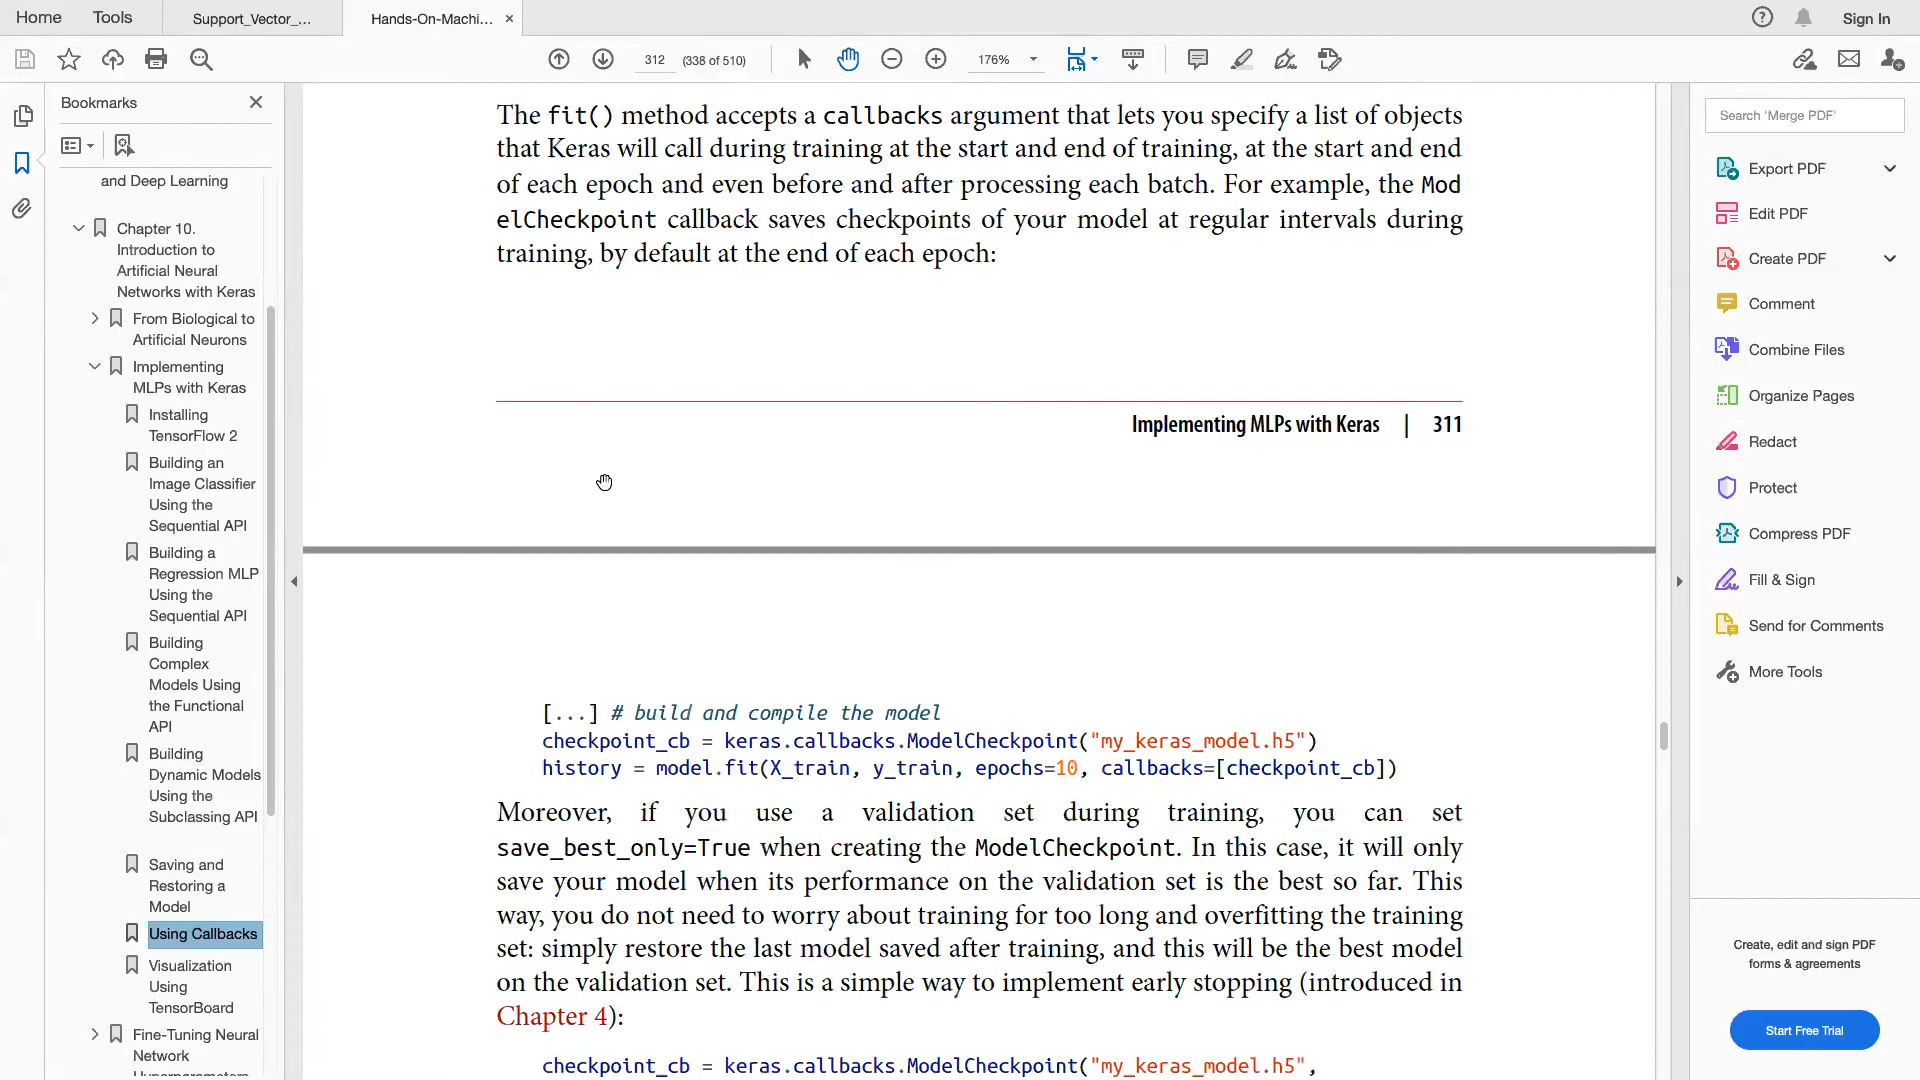 Home
Tools
Support_Vector_...
Hands-On-Machi...
Sign In
312
(338 of 510)
176%
Bookmarks
and Deep Learning
Chapter 10.
Introduction to
Artificial Neural
Networks with Keras
From Biological to
Artificial Neurons
Implementing
MLPs with Keras
Installing
TensorFlow 2
Building an
Image Classifier
Using the
Sequential API
Building a
Regression MLP
Using the
Sequential API
Building
Complex
Models Using
the Functional
API
Building
Dynamic Models
Using the
Subclassing API
Saving and
Restoring a
Model
Using Callbacks
Visualization
Using
TensorBoard
Fine-Tuning Neural
Network
Hyperparameters
The fit() method accepts a callbacks argument that lets you specify a list of objects
that Keras will call during training at the start and end of training, at the start and end
of each epoch and even before and after processing each batch. For example, the Mod
elCheckpoint callback saves checkpoints of your model at regular intervals during
training, by default at the end of each epoch:
Implementing MLPs with Keras | 311
[...] # build and compile the model
checkpoint_cb = keras.callbacks.ModelCheckpoint("my_keras_model.h5")
history = model.fit(X_train, y_train, epochs=10, callbacks=[checkpoint_cb])
Moreover, if you use a validation set during training, you can set
save_best_only=True when creating the ModelCheckpoint. In this case, it will only
save your model when its performance on the validation set is the best so far. This
way, you do not need to worry about training for too long and overfitting the training
set: simply restore the last model saved after training, and this will be the best model
on the validation set. This is a simple way to implement early stopping (introduced in
Chapter 4):
checkpoint_cb = keras.callbacks.ModelCheckpoint("my_keras_model.h5",
Search 'Merge PDF'
Export PDF
Edit PDF
Create PDF
Comment
Combine Files
Organize Pages
Redact
Protect
Compress PDF
Fill & Sign
Send for Comments
More Tools
Create, edit and sign PDF
forms & agreements
Start Free Trial